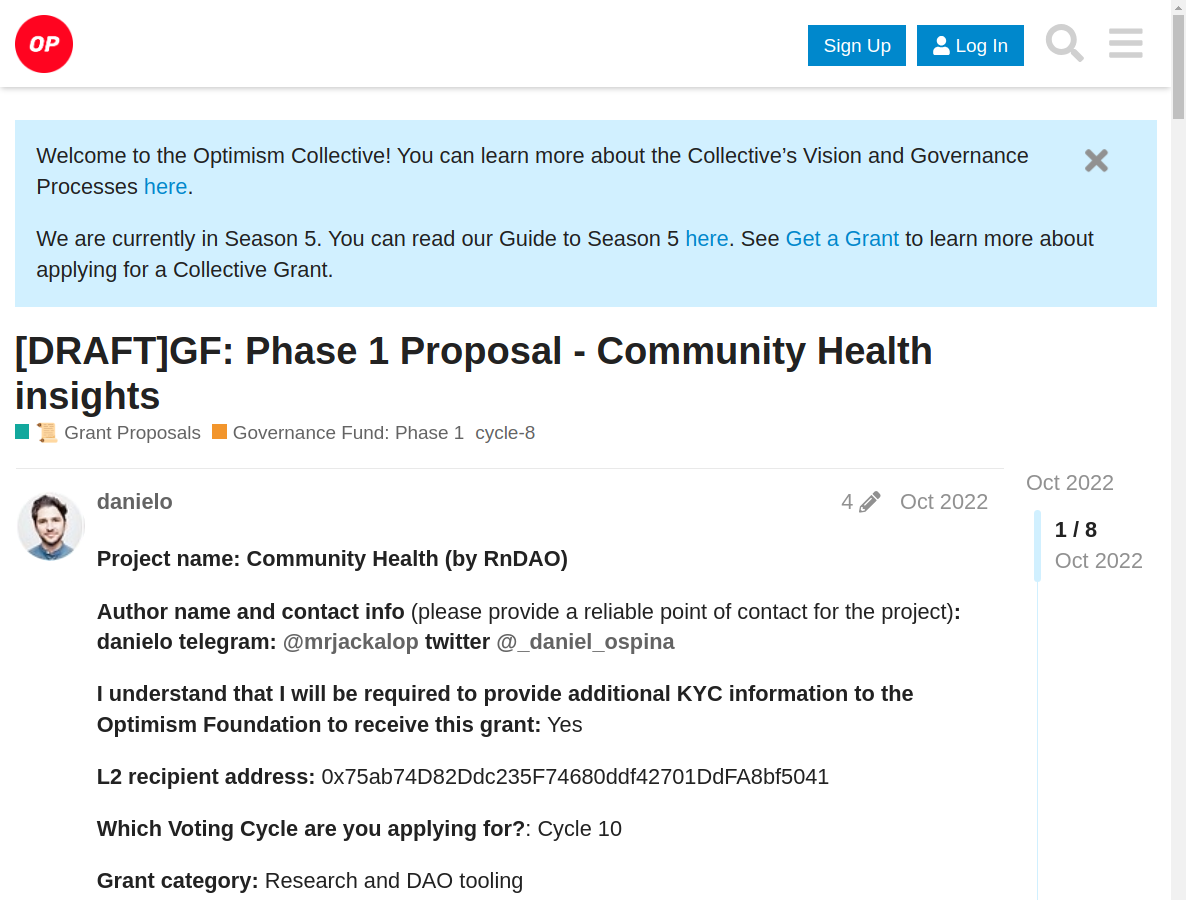 OP
Sign Up
Log In
Welcome to the Optimism Collective! You can learn more about the Collective’s Vision and Governance
Processes here.
We are currently in Season 5. You can read our Guide to Season 5 here. See Get a Grant to learn more about
applying for a Collective Grant.
[DRAFT]GF: Phase 1 Proposal - Community Health
insights
📜 Grant Proposals Governance Fund: Phase 1 cycle-8
danielo 4 Oct 2022
Oct 2022
1 / 8
Oct 2022
Project name: Community Health (by RnDAO)
Author name and contact info (please provide a reliable point of contact for the project):
danielo telegram: @mrjackalop twitter @_daniel_ospina
I understand that I will be required to provide additional KYC information to the
Optimism Foundation to receive this grant: Yes
L2 recipient address: 0x75ab74D82Ddc235F74680ddf42701DdFA8bf5041
Which Voting Cycle are you applying for?: Cycle 10
Grant category: Research and DAO tooling